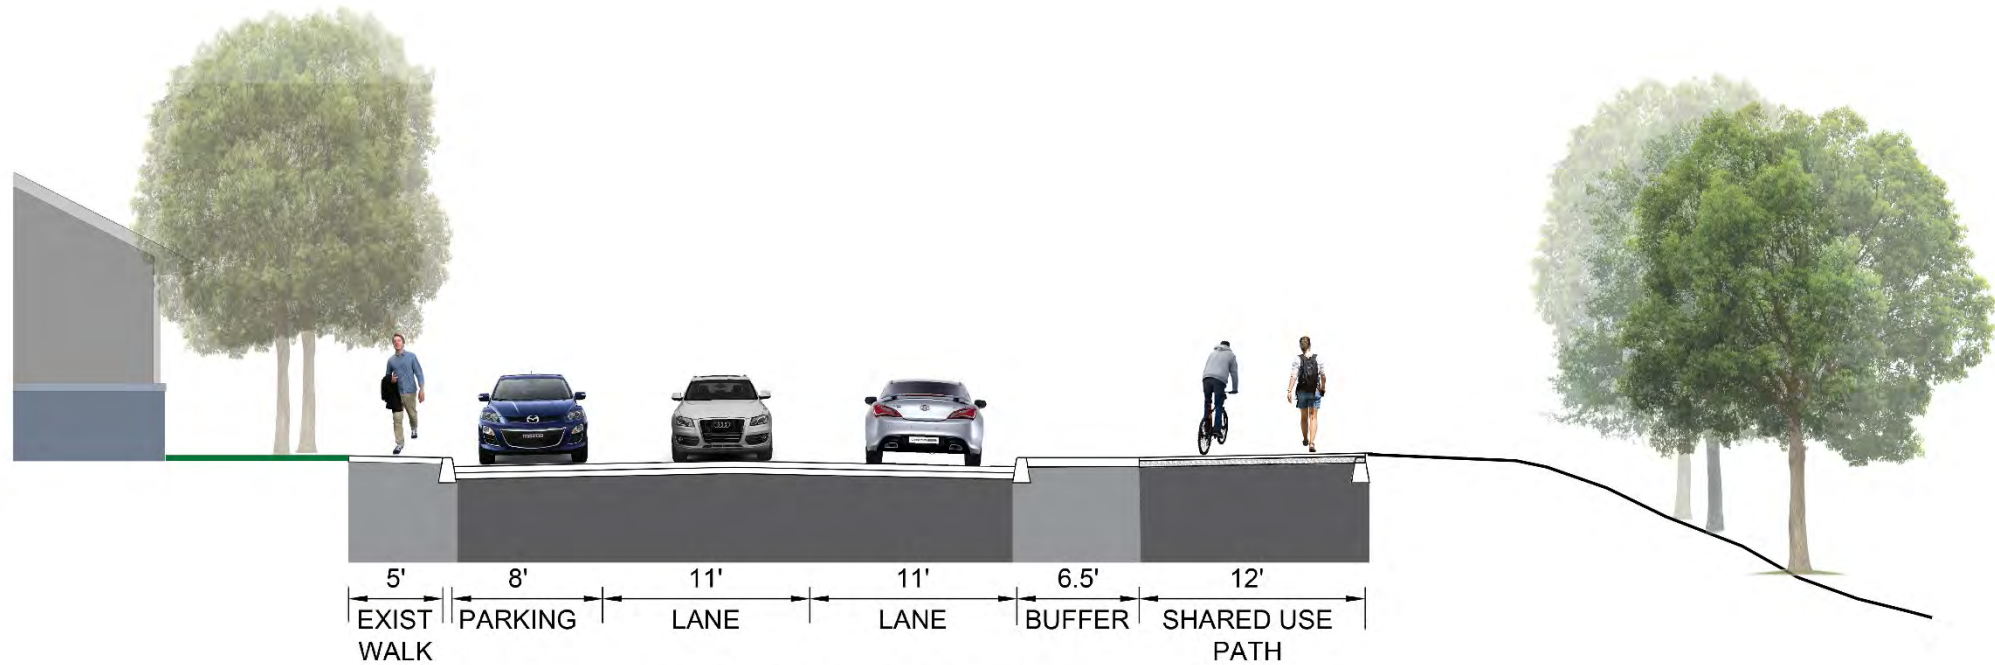 5' 8' 11' 11' 6.5' 12'
EXIST PARKING LANE LANE BUFFER SHARED USE
WALK PATH